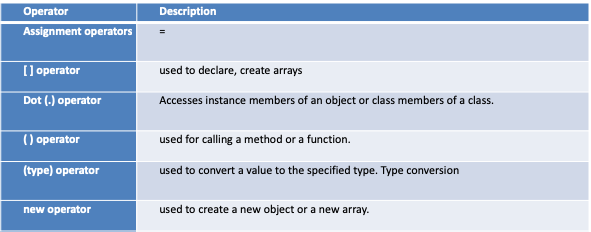 Operator Description
Assignment operators =
[ ] operator used to declare, create arrays
Dot (.) operator Accesses instance members of an object or class members of a class.
( ) operator used for calling a method or a function.
(type) operator used to convert a value to the specified type. Type conversion
new operator used to create a new object or a new array.